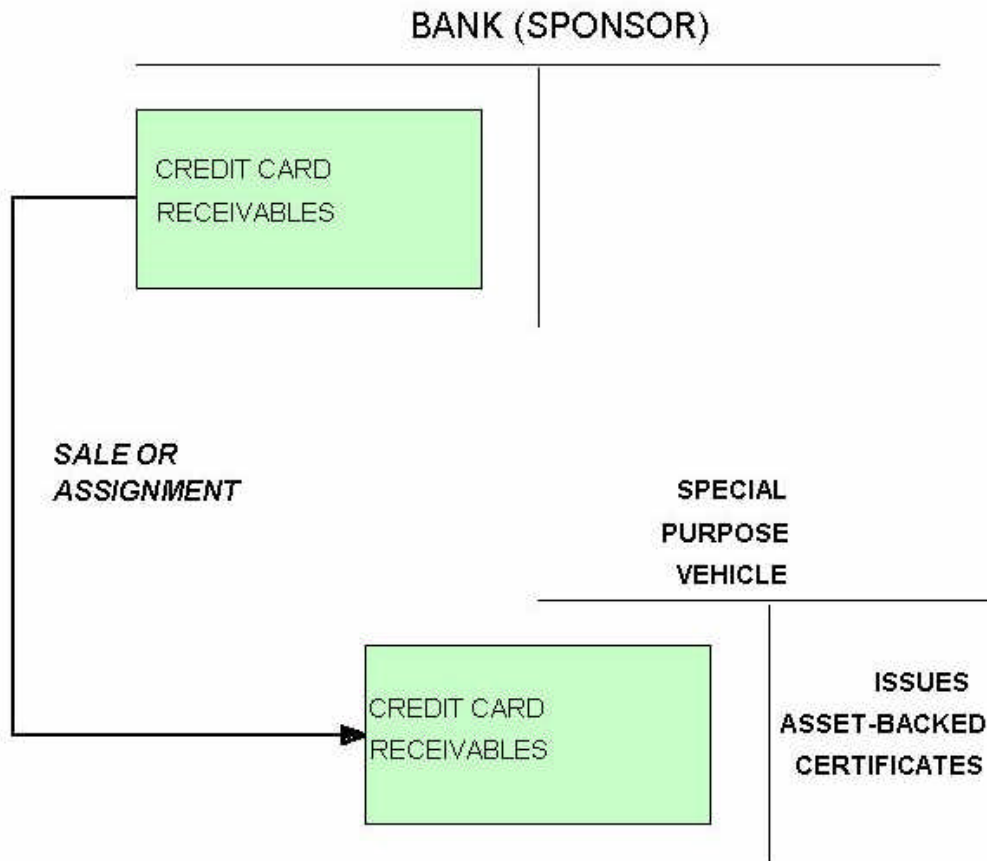 BANK (SPONSOR)
CREDIT CARD
RECEIVABLES
SALE OR
ASSIGNMENT
SPECIAL
PURPOSE
VEHICLE
CREDIT CARD
RECEIVABLES
ISSUES
ASSET-BACKED
CERTIFICATES